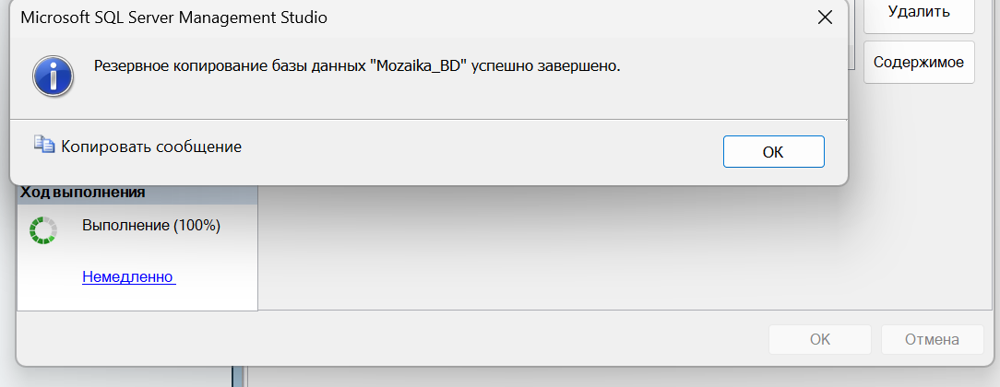 Microsoft SQL Server Management Studio
Удалить
Резервное копирование базы данных "Mozaika_BD" успешно завершено.
Содержимое
Копировать сообщение
OK
Ход выполнения
Выполнение (100%)
Немедленно
OK
Отмена